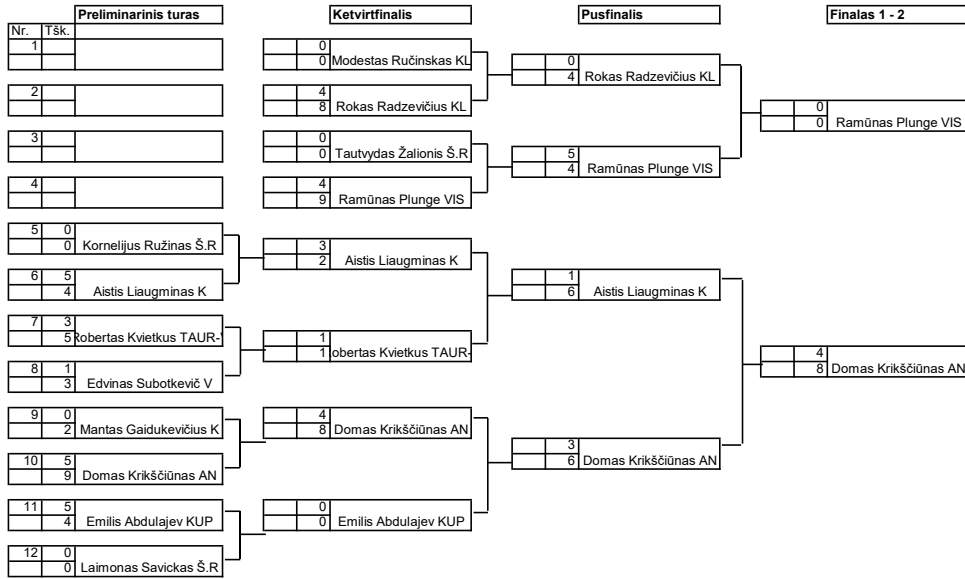 Preliminarinis turas Ketvirtfinalis Pusfinalis Finalas 1 - 2
Nr. Tšk.
1
2
3
4
5 0
0 Kornelijus Ružinas Š.R
6 5
4 Aistis Liaugminas K
7 3
5 Robertas Kvietkus TAUR-V
8 1
3 Edvinas Subotkevič V
9 0
2 Mantas Gaidukevičius K
10 5
9 Domas Krikščiūnas AN
11 5
4 Emilis Abdulajev KUP
12 0
0 Laimonas Savickas Š.R
0
0 Modestas Ručinskas KL
4
8 Rokas Radzevičius KL
0
0 Tautvydas Žalionis Š.R
4
9 Ramūnas Plunge VIS
3
2 Aistis Liaugminas K
1
1 obertas Kvietkus TAUR-
4
8 Domas Krikščiūnas AN
0
0 Emilis Abdulajev KUP
0
4 Rokas Radzevičius KL
5
4 Ramūnas Plunge VIS
1
6 Aistis Liaugminas K
3
6 Domas Krikščiūnas AN
0
0 Ramūnas Plunge VIS
4
8 Domas Krikščiūnas AN